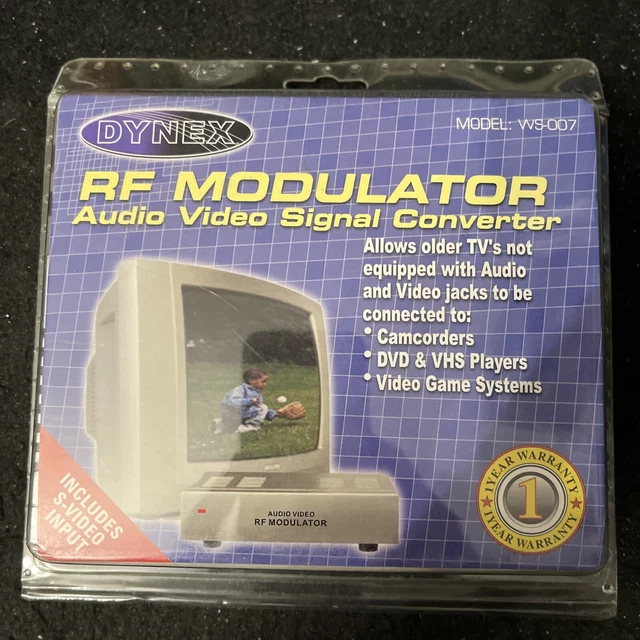 DYNEX
MODEL: WS-007
RF MODULATOR
Audio Video Signal Converter
Allows older TV's not
equipped with Audio
and Video jacks to be
connected to:
• Camcorders
• DVD & VHS Players
• Video Game Systems
INCLUDES
S-VIDEO
INPUT
AUDIO VIDEO
RF MODULATOR
1 YEAR WARRANTY
1
1 YEAR WARRANTY